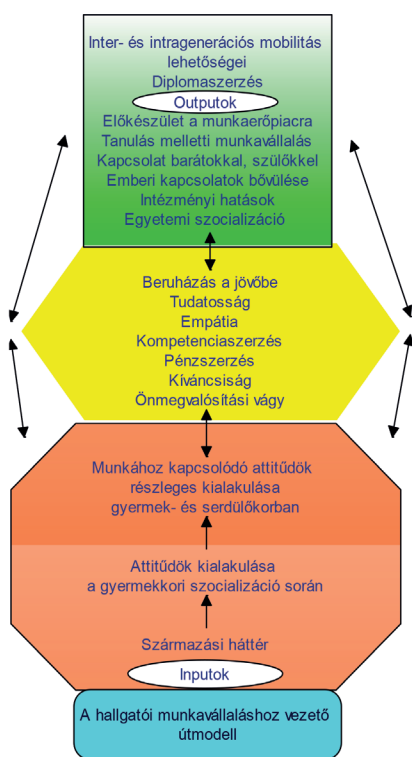 Inter- és intragenerációs mobilitás
lehetőségei
Diplomaszerzés
Outputok
Előkészület a munkaerőpiacra
Tanulás melletti munkavállalás
Kapcsolat barátokkal, szülőkkel
Emberi kapcsolatok bővülése
Intézményi hatások
Egyetemi szocializáció
Beruházás a jövőbe
Tudatosság
Empátia
Kompetenciaszerzés
Pénzszerzés
Kíváncsiság
Önmegvalósítási vágy
Munkához kapcsolódó attitűdök
részleges kialakulása
gyermek- és serdülőkorban
Attitűdök kialakulása
a gyermekkori szocializáció során
Származási háttér
Inputok
A hallgatói munkavállaláshoz vezető
útmodell